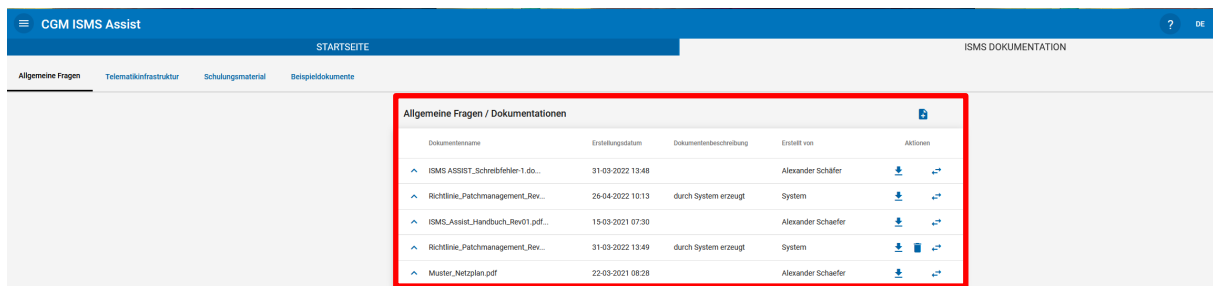 CGM ISMS Assist ? DE
STARTSEITE ISMS DOKUMENTATION
Allgemeine Fragen Telematikinfrastruktur Schulungsmaterial Beispieldokumente
Allgemeine Fragen / Dokumentationen
Dokumentenname Erstellungsdatum Dokumentenbeschreibung Erstellt von Aktionen
ISMS ASSIST_Schreibfehler-1.do... 31-03-2022 13:48 Alexander Schäfer
Richtlinie_Patchmanagement_Rev... 26-04-2022 10:13 durch System erzeugt System
ISMS_Assist_Handbuch_Rev01.pdf... 15-03-2021 07:30 Alexander Schaefer
Richtlinie_Patchmanagement_Rev... 31-03-2022 13:49 durch System erzeugt System
Muster_Netzplan.pdf 22-03-2021 08:28 Alexander Schaefer